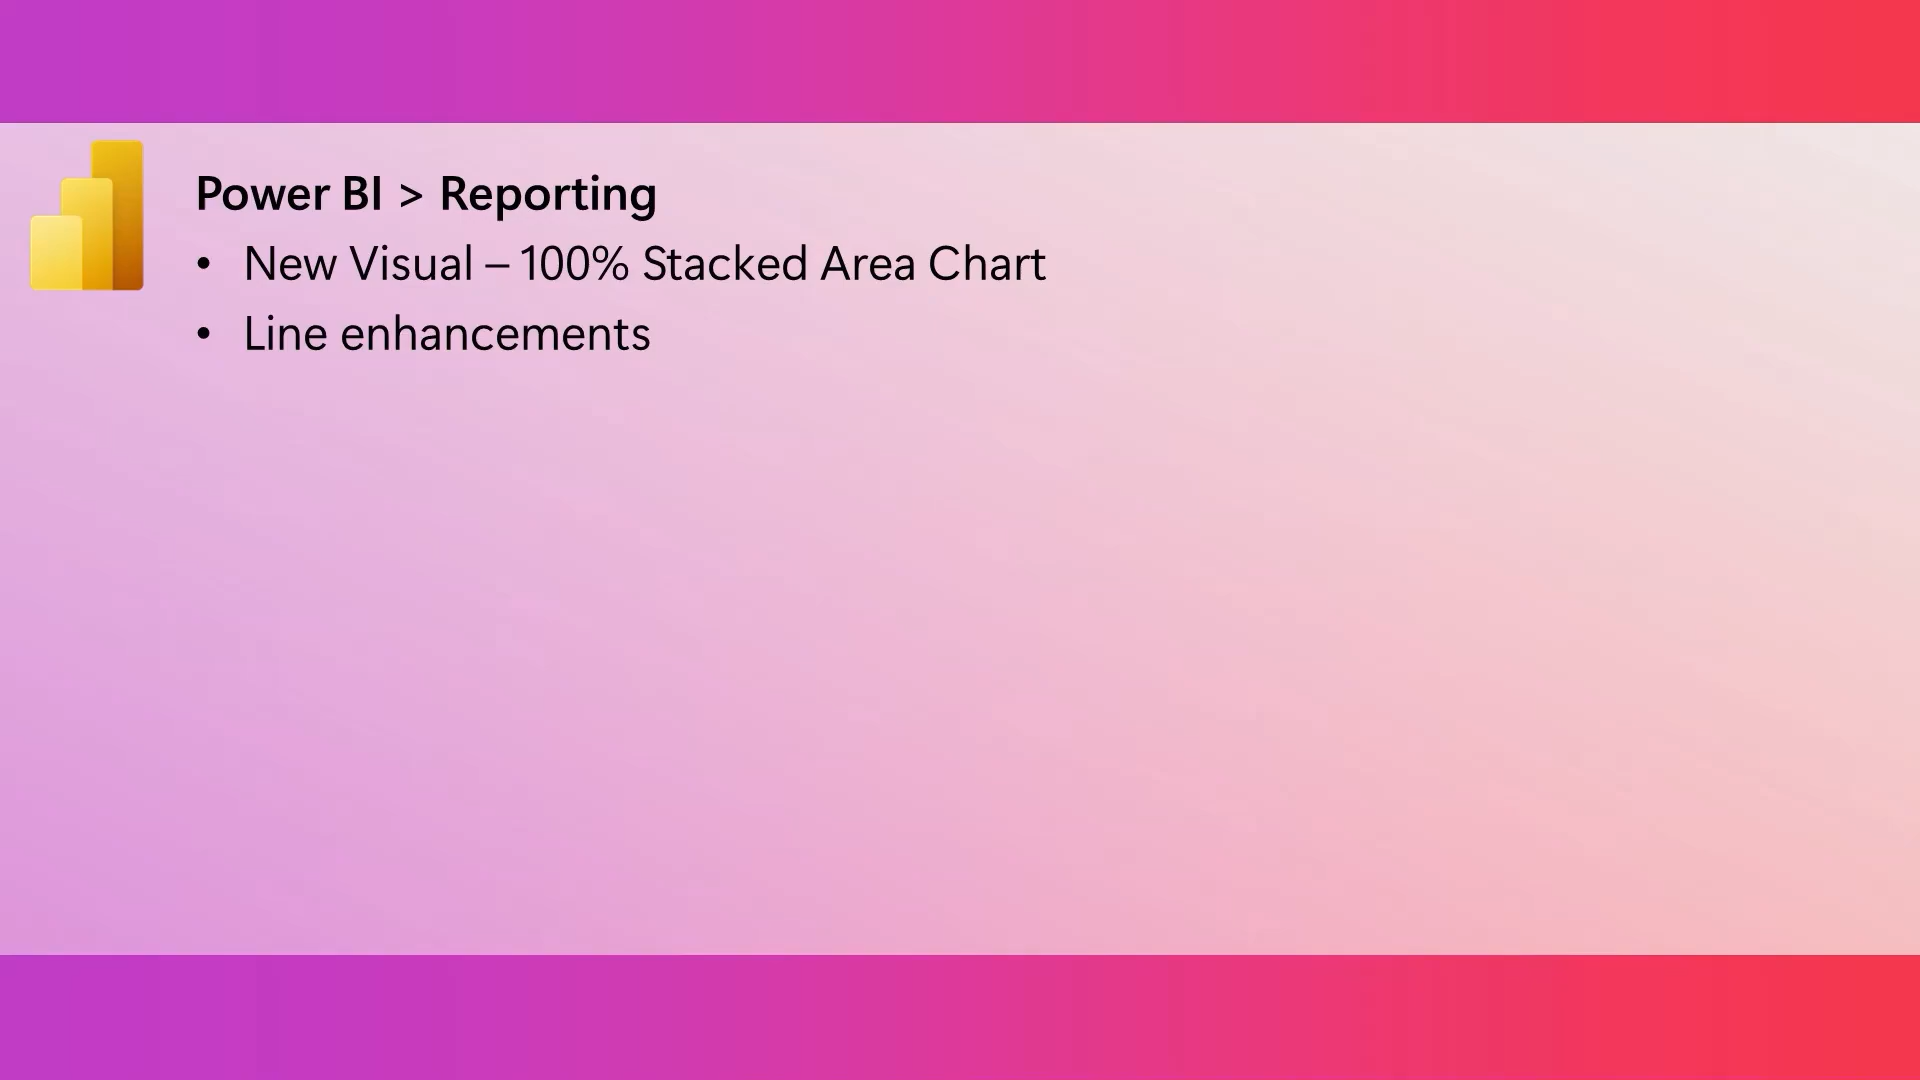 Power BI > Reporting
• New Visual – 100% Stacked Area Chart
• Line enhancements